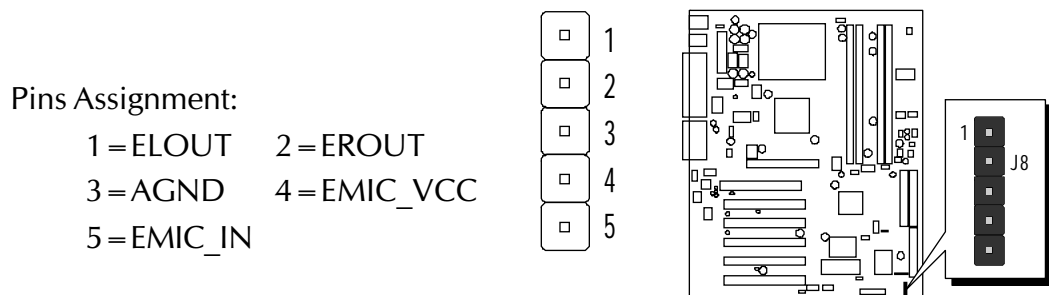 Pins Assignment:
1=ELOUT 2=EROUT
3=AGND 4=EMIC_VCC
5=EMIC_IN
1
2
3
4
5
1
J8